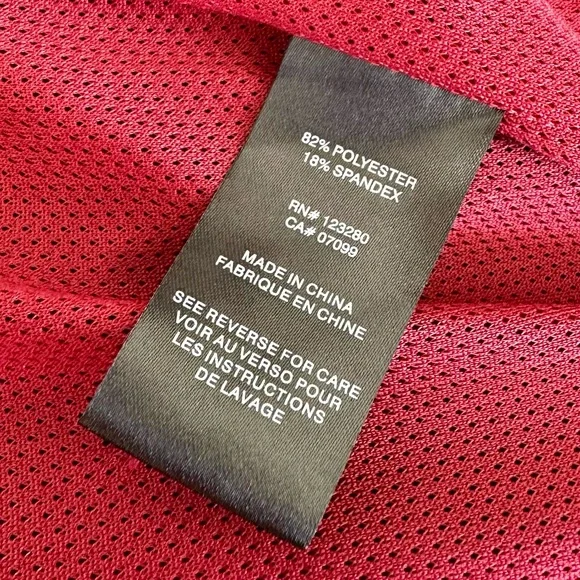 82% POLYESTER
18% SPANDEX
RN# 123280
CA# 07099
MADE IN CHINA
FABRIQUE EN CHINE
SEE REVERSE FOR CARE
VOIR AU VERSO POUR
LES INSTRUCTIONS
DE LAVAGE